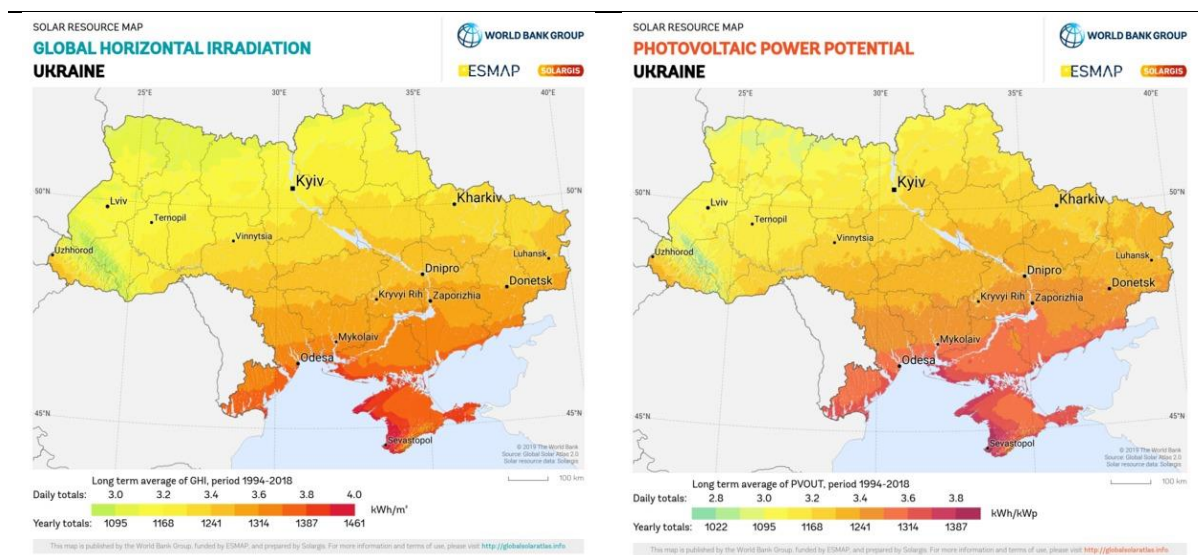 SOLAR RESOURCE MAP
GLOBAL HORIZONTAL IRRADIATION
UKRAINE
WORLD BANK GROUP
ESMAP
SOLARGIS
25°E
30°E
35°E
40°E
50°N
50°N
45°N
45°N
Kyiv
Lviv
Ternopil
Kharkiv
Vinnytsia
Uzhhorod
Luhansk
Dnipro
Donetsk
Kryvyi Rih
Zaporizhia
Mykolaiv
Odesa
Sevastopol
© 2019 The World Bank
Source: Global Solar Atlas 2.0
Solar resource data: Solargis
100 km
Long term average of GHI, period 1994-2018
Daily totals: 3.0 3.2 3.4 3.6 3.8 4.0
kWh/m²
Yearly totals: 1095 1168 1241 1314 1387 1461
This map is published by the World Bank Group, funded by ESMAP, and prepared by Solargis. For more information and terms of use, please visit http://globalsolaratlas.info
SOLAR RESOURCE MAP
PHOTOVOLTAIC POWER POTENTIAL
UKRAINE
WORLD BANK GROUP
ESMAP
SOLARGIS
25°E
30°E
35°E
40°E
50°N
50°N
45°N
45°N
Kyiv
Lviv
Ternopil
Kharkiv
Vinnytsia
Uzhhorod
Luhansk
Dnipro
Donetsk
Kryvyi Rih
Zaporizhia
Mykolaiv
Odesa
Sevastopol
© 2019 The World Bank
Source: Global Solar Atlas 2.0
Solar resource data: Solargis
100 km
Long term average of PVOUT, period 1994-2018
Daily totals: 2.8 3.0 3.2 3.4 3.6 3.8
kWh/kWp
Yearly totals: 1022 1095 1168 1241 1314 1387
This map is published by the World Bank Group, funded by ESMAP, and prepared by Solargis. For more information and terms of use, please visit http://globalsolaratlas.info